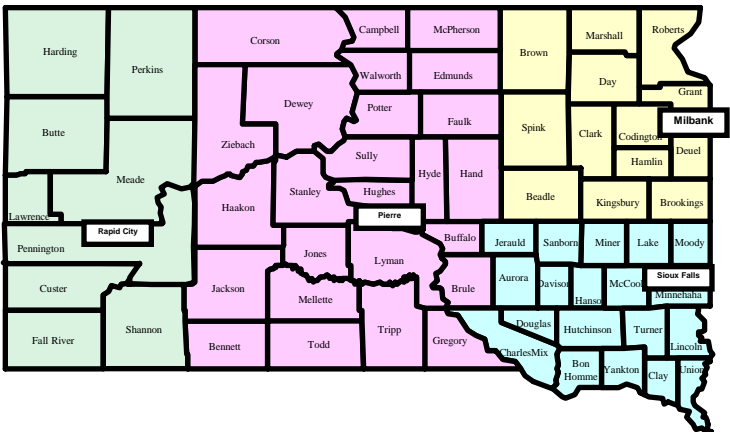 Harding
Perkins
Corson
Campbell
McPherson
Brown
Marshall
Roberts
Walworth
Edmunds
Day
Grant
Butte
Dewey
Potter
Faulk
Spink
Clark
Codington
Milbank
Meade
Ziebach
Sully
Hyde
Hand
Hamlin
Deuel
Lawrence
Haakon
Stanley
Hughes
Beadle
Kingsbury
Brookings
Rapid City
Pierre
Pennington
Buffalo
Jerauld
Sanborn
Miner
Lake
Moody
Custer
Jackson
Jones
Lyman
Brule
Aurora
Davison
Hanso
McCook
Sioux Falls
Minnehaha
Mellette
Fall River
Shannon
Tripp
Gregory
Douglas
Hutchinson
Turner
Lincoln
Bennett
Todd
CharlesMix
Bon
Homme
Yankton
Clay
Union